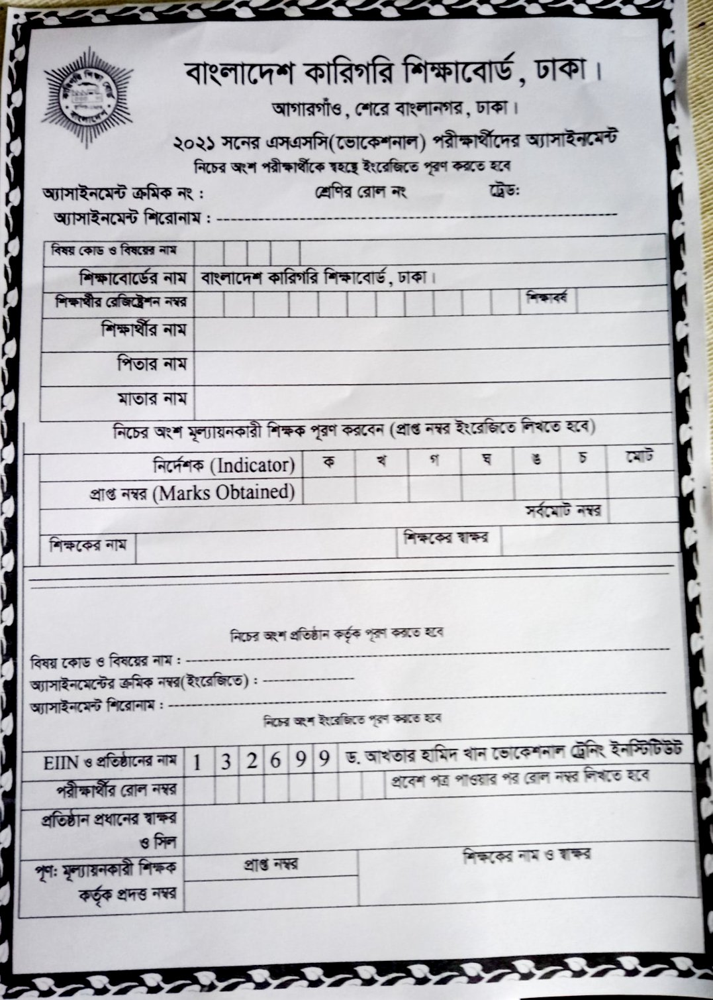 কারিগরি শিক্ষা বোর্ড
বাংলাদেশ
বাংলাদেশ কারিগরি শিক্ষাবোর্ড, ঢাকা।
আগারগাঁও, শেরে বাংলানগর, ঢাকা।
২০২১ সনের এসএসসি(ভোকেশনাল) পরীক্ষার্থীদের অ্যাসাইনমেন্ট
নিচের অংশ পরীক্ষার্থীকে স্বহস্তে ইংরেজিতে পূরণ করতে হবে
অ্যাসাইনমেন্ট ক্রমিক নং : শ্রেণির রোল নং ট্রেড:
অ্যাসাইনমেন্ট শিরোনাম : ------------------------------------------------------------
বিষয় কোড ও বিষয়ের নাম
শিক্ষাবোর্ডের নাম বাংলাদেশ কারিগরি শিক্ষাবোর্ড, ঢাকা।
শিক্ষার্থীর রেজিস্ট্রেশন নম্বর শিক্ষাবর্ষ
শিক্ষার্থীর নাম
পিতার নাম
মাতার নাম
নিচের অংশ মূল্যায়নকারী শিক্ষক পূরণ করবেন (প্রাপ্ত নম্বর ইংরেজিতে লিখতে হবে)
নির্দেশক (Indicator) ক খ গ ঘ ঙ চ মোট
প্রাপ্ত নম্বর (Marks Obtained)
সর্বমোট নম্বর
শিক্ষকের নাম শিক্ষকের স্বাক্ষর
নিচের অংশ প্রতিষ্ঠান কর্তৃক পূরণ করতে হবে
বিষয় কোড ও বিষয়ের নাম : ------------------------------------------------------------
অ্যাসাইনমেন্টের ক্রমিক নম্বর(ইংরেজিতে) : ---------------
অ্যাসাইনমেন্ট শিরোনাম : ------------------------------------------------------------
নিচের অংশ ইংরেজিতে পূরণ করতে হবে
EIIN ও প্রতিষ্ঠানের নাম 1 3 2 6 9 9 ড. আখতার হামিদ খান ভোকেশনাল ট্রেনিং ইনস্টিটিউট
পরীক্ষার্থীর রোল নম্বর প্রবেশ পত্র পাওয়ার পর রোল নম্বর লিখতে হবে
প্রতিষ্ঠান প্রধানের স্বাক্ষর
ও সিল
পূণ: মূল্যায়নকারী শিক্ষক প্রাপ্ত নম্বর শিক্ষকের নাম ও স্বাক্ষর
কর্তৃক প্রদত্ত নম্বর